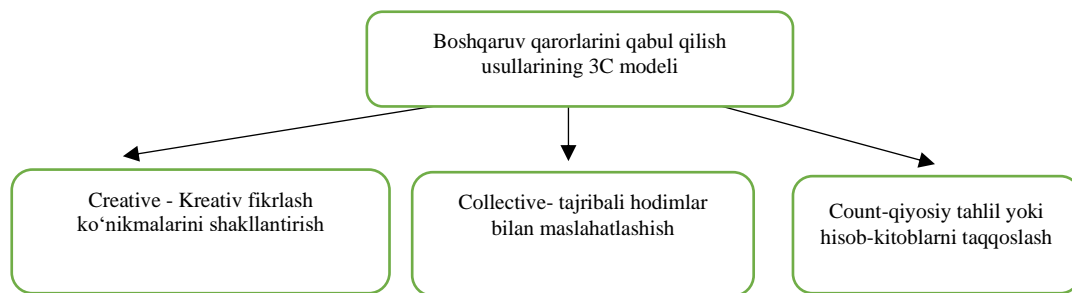 Boshqaruv qarorlarini qabul qilish
usullarining 3C modeli
Creative - Kreativ fikrlash
ko‘nikmalarini shakllantirish
Collective- tajribali hodimlar
bilan maslahatlashish
Count-qiyosiy tahlil yoki
hisob-kitoblarni taqqoslash